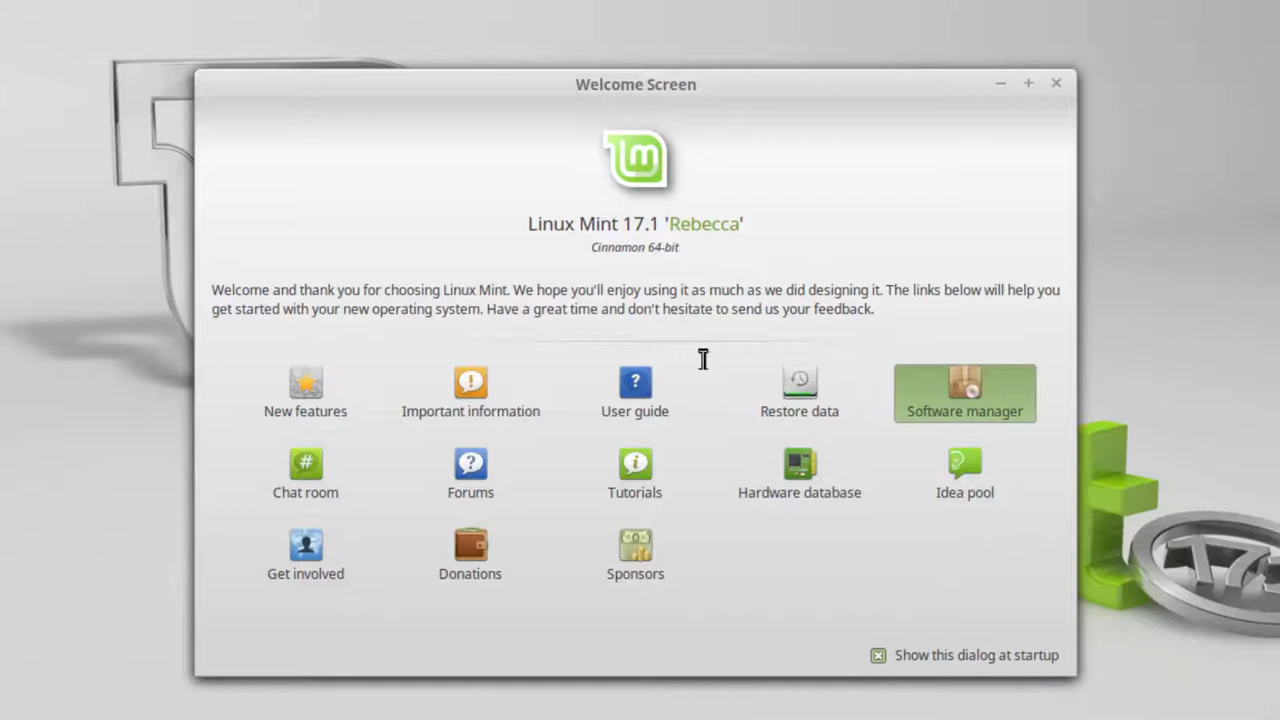 Welcome Screen
Linux Mint 17.1 'Rebecca'
Cinnamon 64-bit
Welcome and thank you for choosing Linux Mint. We hope you'll enjoy using it as much as we did designing it. The links below will help you
get started with your new operating system. Have a great time and don't hesitate to send us your feedback.
New features
Important information
User guide
Restore data
Software manager
Chat room
Forums
Tutorials
Hardware database
Idea pool
Get involved
Donations
Sponsors
Show this dialog at startup